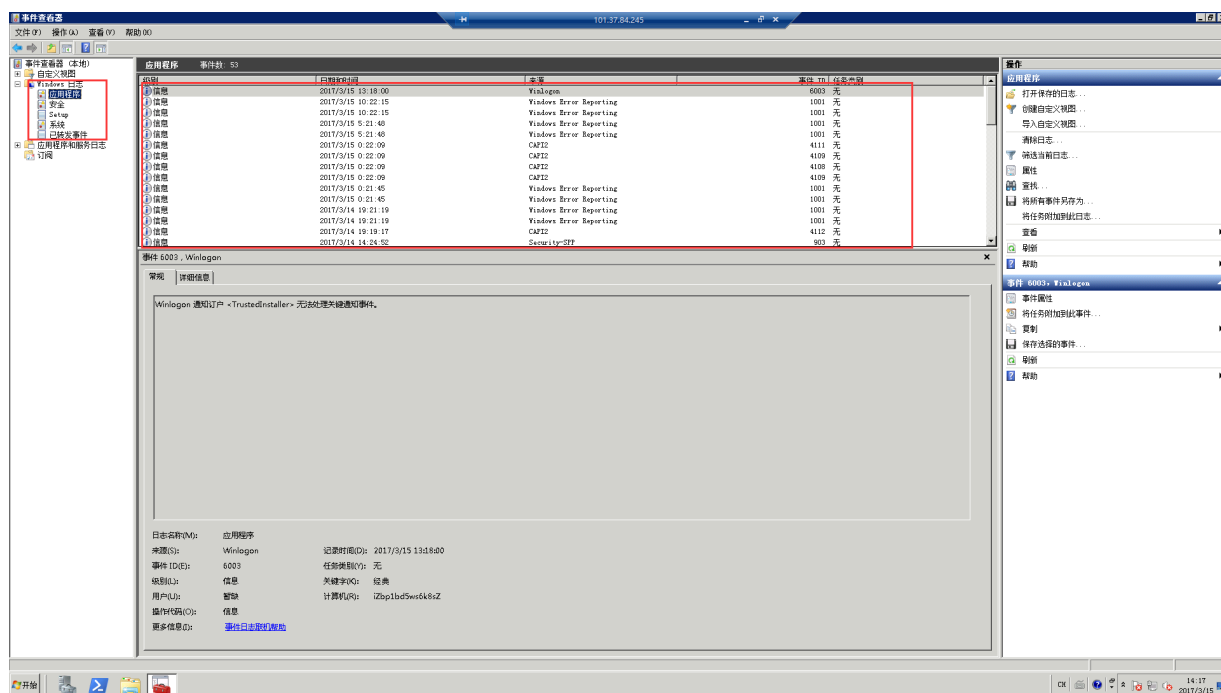 事件查看器
101.37.84.245
文件(F) 操作(A) 查看(V) 帮助(H)
事件查看器 (本地)
自定义视图
Windows 日志
应用程序
安全
Setup
系统
已转发事件
应用程序和服务日志
订阅
应用程序 事件数: 53
级别 日期和时间 来源 事件 ID 任务类别
信息 2017/3/15 13:18:00 Winlogon 6003 无
信息 2017/3/15 10:22:15 Windows Error Reporting 1001 无
信息 2017/3/15 10:22:15 Windows Error Reporting 1001 无
信息 2017/3/15 5:21:48 Windows Error Reporting 1001 无
信息 2017/3/15 5:21:48 Windows Error Reporting 1001 无
信息 2017/3/15 0:22:09 CAPI2 4111 无
信息 2017/3/15 0:22:09 CAPI2 4109 无
信息 2017/3/15 0:22:09 CAPI2 4108 无
信息 2017/3/15 0:22:09 CAPI2 4109 无
信息 2017/3/15 0:21:45 Windows Error Reporting 1001 无
信息 2017/3/15 0:21:45 Windows Error Reporting 1001 无
信息 2017/3/14 19:21:19 Windows Error Reporting 1001 无
信息 2017/3/14 19:21:19 Windows Error Reporting 1001 无
信息 2017/3/14 19:19:17 CAPI2 4112 无
信息 2017/3/14 14:24:52 Security-SPP 903 无
事件 6003，Winlogon
常规 详细信息
Winlogon 通知订户 <TrustedInstaller> 无法处理关键通知事件。
日志名称(M): 应用程序
来源(S): Winlogon 记录时间(D): 2017/3/15 13:18:00
事件 ID(E): 6003 任务类别(Y): 无
级别(L): 信息 关键字(K): 经典
用户(U): 暂缺 计算机(R): iZbp1bd5ws6k8sZ
操作代码(O): 信息
更多信息(I): 事件日志联机帮助
操作
应用程序
打开保存的日志...
创建自定义视图...
导入自定义视图...
清除日志...
筛选当前日志...
属性
查找...
将所有事件另存为...
将任务附加到此日志...
查看
刷新
帮助
事件 6003，Winlogon
事件属性
将任务附加到此事件...
复制
保存选择的事件...
刷新
帮助
开始
CH
14:17
2017/3/15